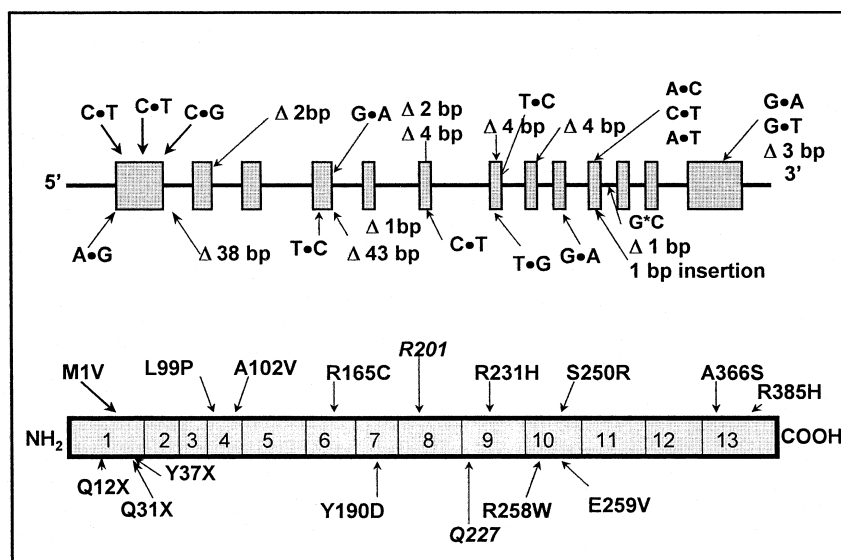 C•T C•T C•G Δ 2bp G•A Δ 2 bp T•C A•C G•A
Δ 4 bp Δ 4 bp Δ 4 bp C•T G•T
A•T Δ 3 bp
5' 3'
A•G Δ 38 bp T•C Δ 1bp C•T T•G G•A G*C
Δ 43 bp Δ 1 bp
1 bp insertion
M1V L99P A102V R165C R201 R231H S250R A366S R385H
NH2 1 2 3 4 5 6 7 8 9 10 11 12 13 COOH
Q12X Q31X Y37X Y190D Q227 R258W E259V